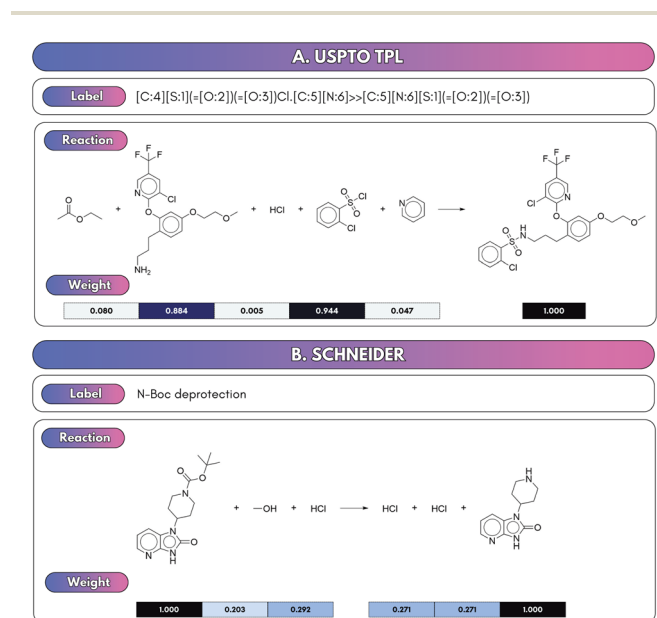 A. USPTO TPL
Label [C:4][S:1](=[O:2])(=[O:3])Cl.[C:5][N:6]>>[C:5][N:6][S:1](=[O:2])(=[O:3])
Reaction
F
F F
N Cl
O
O
O O O
NH₂
+ + HCl + +
O Cl
S
O
Cl
N
F
F F
Cl N
O
O O
O H
S N
O
Cl
Weight
0.080 0.884 0.005 0.944 0.047 1.000
B. SCHNEIDER
Label N-Boc deprotection
Reaction
O
O
N
N
O
N N
H
+ —OH + HCl HCl + HCl +
H
N
N
O
N N
H
Weight
1.000 0.203 0.292 0.271 0.271 1.000